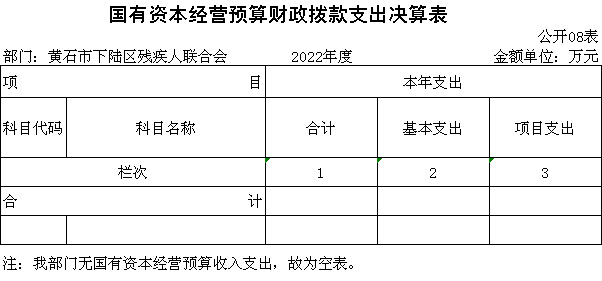 国有资本经营预算财政拨款支出决算表
公开08表
部门：黄石市下陆区残疾人联合会 2022年度 金额单位：万元
项 目 本年支出
科目代码 科目名称 合计 基本支出 项目支出
栏次 1 2 3
合 计
注：我部门无国有资本经营预算收入支出，故为空表。